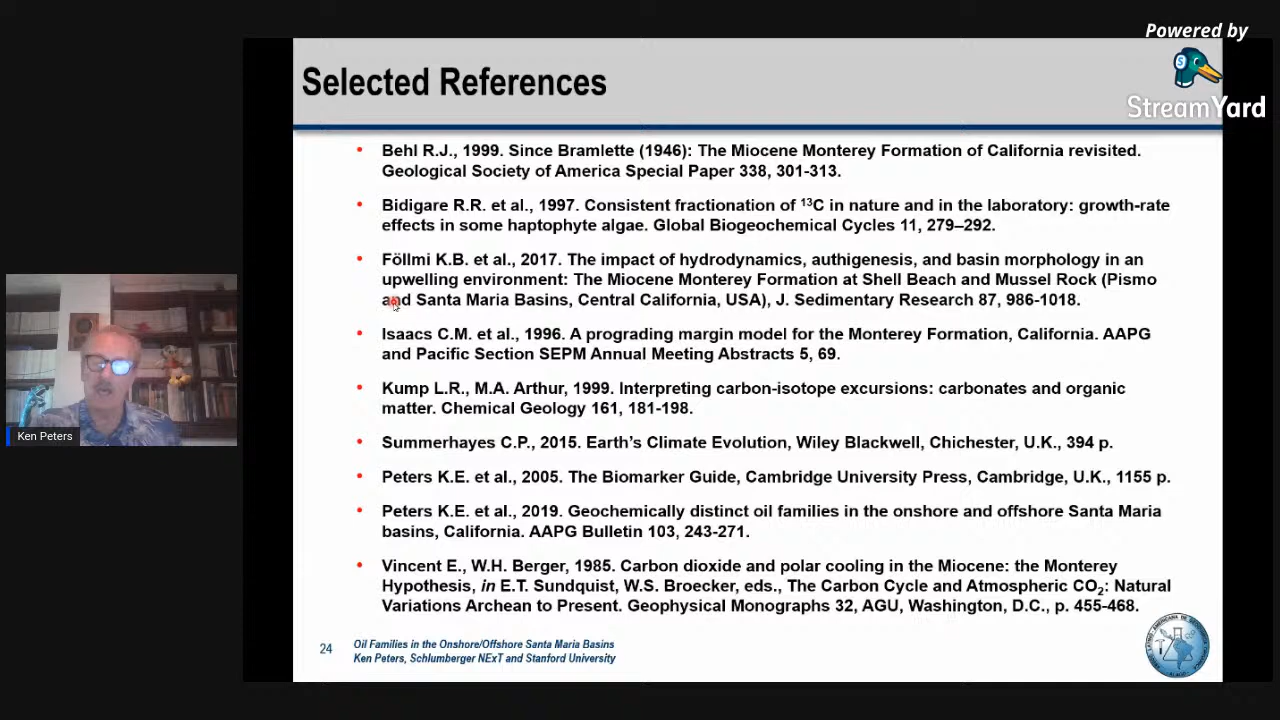 Powered by
StreamYard
Selected References
• Behl R.J., 1999. Since Bramlette (1946): The Miocene Monterey Formation of California revisited.
Geological Society of America Special Paper 338, 301-313.
• Bidigare R.R. et al., 1997. Consistent fractionation of ¹³C in nature and in the laboratory: growth-rate
effects in some haptophyte algae. Global Biogeochemical Cycles 11, 279–292.
• Föllmi K.B. et al., 2017. The impact of hydrodynamics, authigenesis, and basin morphology in an
upwelling environment: The Miocene Monterey Formation at Shell Beach and Mussel Rock (Pismo
and Santa Maria Basins, Central California, USA), J. Sedimentary Research 87, 986-1018.
• Isaacs C.M. et al., 1996. A prograding margin model for the Monterey Formation, California. AAPG
and Pacific Section SEPM Annual Meeting Abstracts 5, 69.
• Kump L.R., M.A. Arthur, 1999. Interpreting carbon-isotope excursions: carbonates and organic
matter. Chemical Geology 161, 181-198.
• Summerhayes C.P., 2015. Earth's Climate Evolution, Wiley Blackwell, Chichester, U.K., 394 p.
• Peters K.E. et al., 2005. The Biomarker Guide, Cambridge University Press, Cambridge, U.K., 1155 p.
• Peters K.E. et al., 2019. Geochemically distinct oil families in the onshore and offshore Santa Maria
basins, California. AAPG Bulletin 103, 243-271.
• Vincent E., W.H. Berger, 1985. Carbon dioxide and polar cooling in the Miocene: the Monterey
Hypothesis, in E.T. Sundquist, W.S. Broecker, eds., The Carbon Cycle and Atmospheric CO₂: Natural
Variations Archean to Present. Geophysical Monographs 32, AGU, Washington, D.C., p. 455-468.
24
Oil Families in the Onshore/Offshore Santa Maria Basins
Ken Peters, Schlumberger NExT and Stanford University
Ken Peters